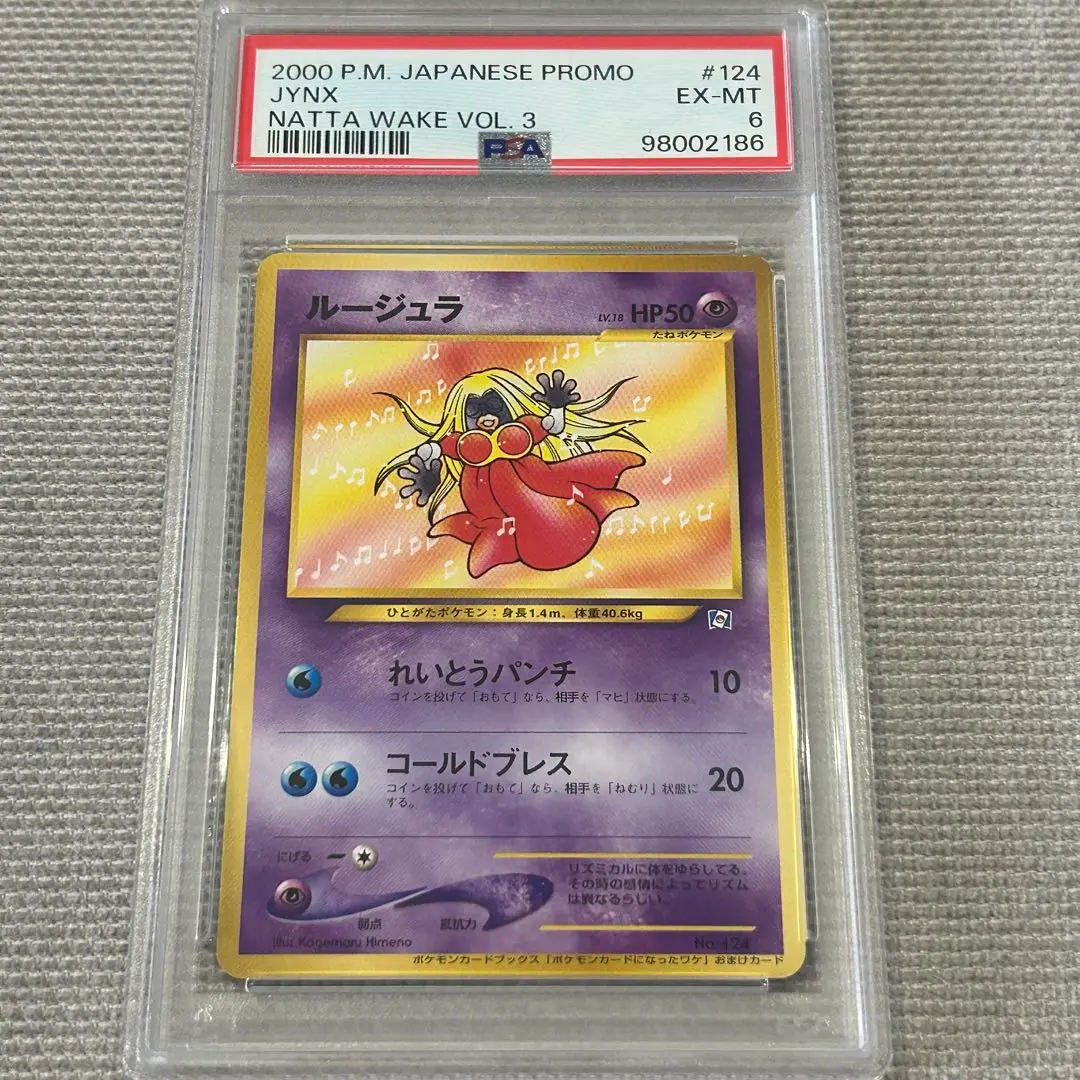 2000 P.M. JAPANESE PROMO #124
JYNX EX-MT
NATTA WAKE VOL. 3 6
PSA 98002186
ルージュラ LV.18 HP50
たねポケモン
ひとがたポケモン：身長1.4m、体重40.6kg
れいとうパンチ 10
コインを投げて「おもて」なら、相手を「マヒ」状態にする。
コールドブレス 20
コインを投げて「おもて」なら、相手を「ねむり」状態に
する。
にげる
リズミカルに体をゆらしてる。
その時の感情によってリズム
は異なるらしい。
弱点 抵抗力
Illus. Kagemaru Himeno No.124
ポケモンカードブックス「ポケモンカードになったワケ」おまけカード